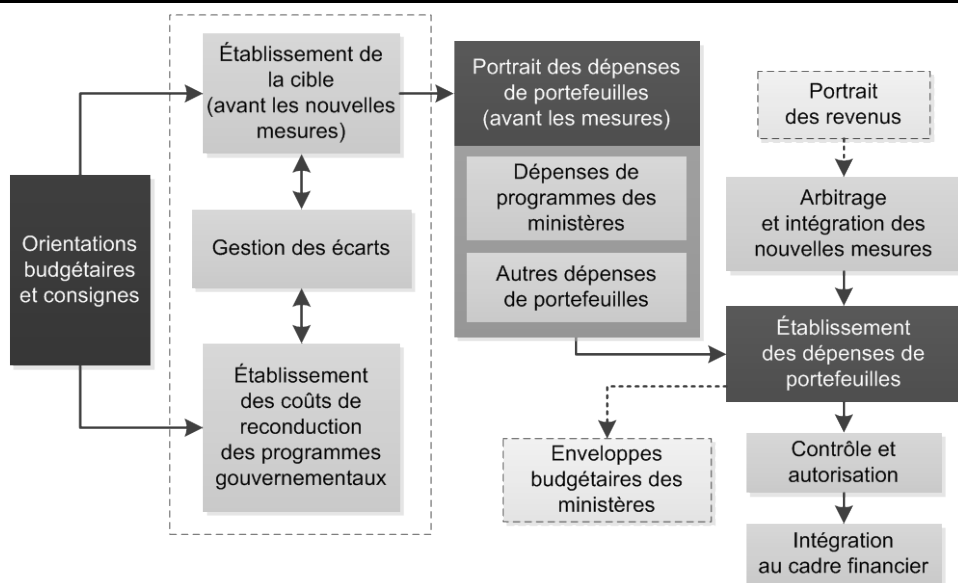 Orientations
budgétaires
et consignes
Établissement de
la cible
(avant les nouvelles
mesures)
Gestion des écarts
Établissement
des coûts de
reconduction
des programmes
gouvernementaux
Portrait des dépenses
de portefeuilles
(avant les mesures)
Dépenses de
programmes des
ministères
Autres dépenses
de portefeuilles
Enveloppes
budgétaires des
ministères
Portrait
des revenus
Arbitrage
et intégration des
nouvelles mesures
Établissement
des dépenses de
portefeuilles
Contrôle et
autorisation
Intégration
au cadre financier